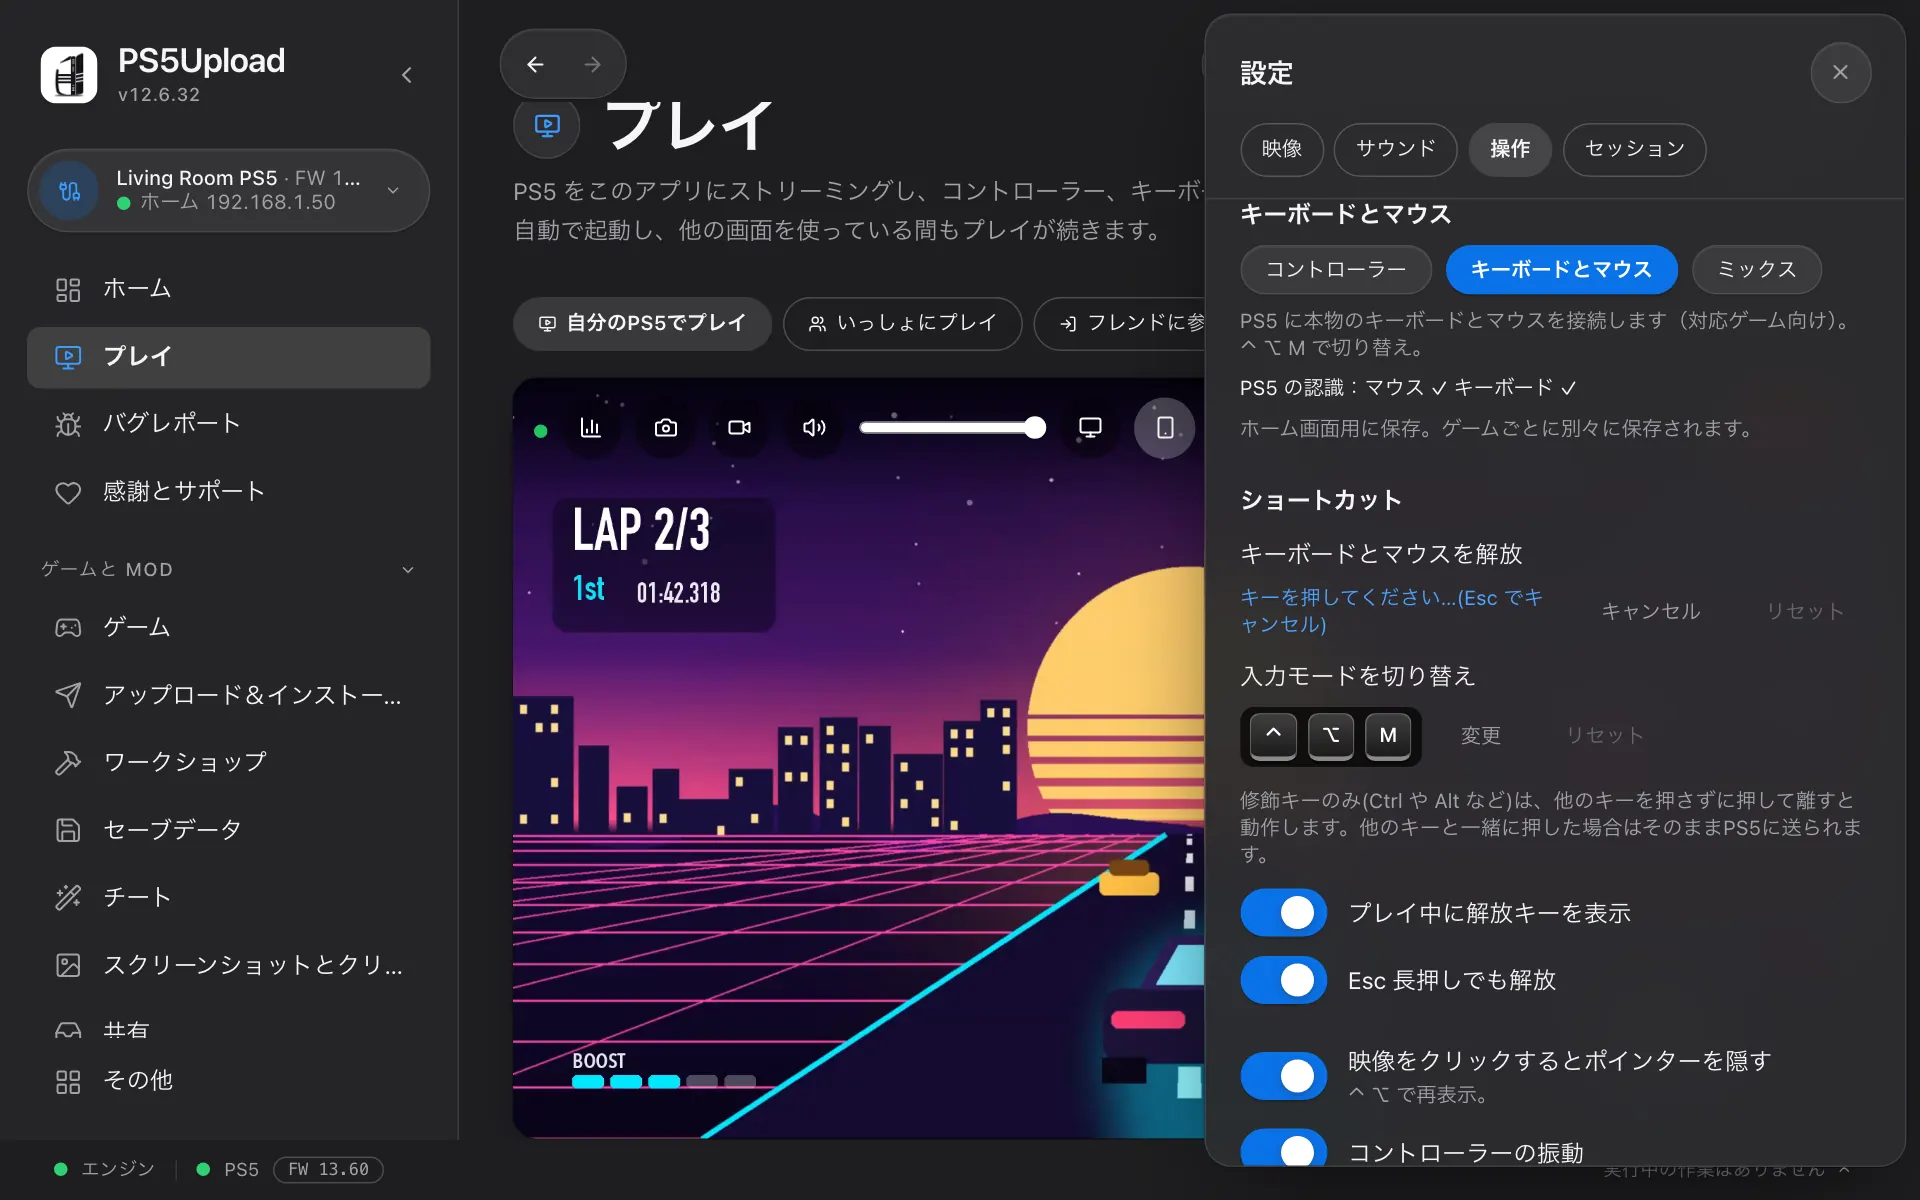 PS5Upload
v12.6.32
Living Room PS5 · FW 1...
ホーム 192.168.1.50
ホーム
プレイ
バグレポート
感謝とサポート
ゲームと MOD
ゲーム
アップロード＆インストー...
ワークショップ
セーブデータ
チート
スクリーンショットとクリ...
共有
その他
エンジン
PS5
FW 13.60
プレイ
PS5 をこのアプリにストリーミングし、コントローラー、キーボー
自動で起動し、他の画面を使っている間もプレイが続きます。
自分のPS5でプレイ
いっしょにプレイ
フレンドに参
LAP 2/3
1st 01:42.318
BOOST
設定
映像
サウンド
操作
セッション
キーボードとマウス
コントローラー
キーボードとマウス
ミックス
PS5 に本物のキーボードとマウスを接続します（対応ゲーム向け）。
⌃ ⌥ M で切り替え。
PS5 の認識：マウス ✓ キーボード ✓
ホーム画面用に保存。ゲームごとに別々に保存されます。
ショートカット
キーボードとマウスを解放
キーを押してください...(Esc でキ
ャンセル)
キャンセル
リセット
入力モードを切り替え
⌃ ⌥ M
変更
リセット
修飾キーのみ(Ctrl や Alt など)は、他のキーを押さずに押して離すと
動作します。他のキーと一緒に押した場合はそのままPS5に送られま
す。
プレイ中に解放キーを表示
Esc 長押しでも解放
映像をクリックするとポインターを隠す
⌃ ⌥ で再表示。
コントローラーの振動
実行中の作業はありません